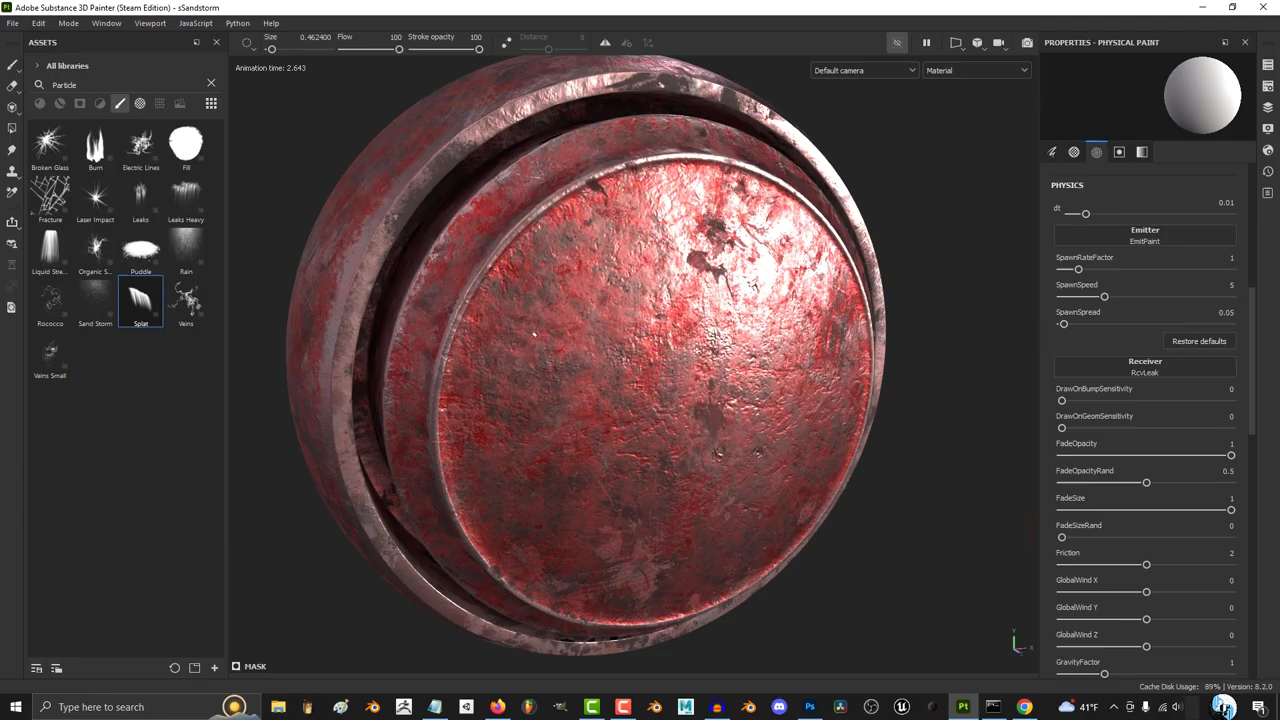 Adobe Substance 3D Painter (Steam Edition) - sSandstorm
File Edit Mode Window Viewport JavaScript Python Help
ASSETS
All libraries
Particle
Broken Glass Burn Electric Lines Fill
Fracture Laser Impact Leaks Leaks Heavy
Liquid Stre... Organic S... Puddle Rain
Rococco Sand Storm Splat Veins
Veins Small
Size 0.462400 Flow 100 Stroke opacity 100 Distance 8
Animation time: 2.643
Default camera Material
MASK
Y
X
PROPERTIES - PHYSICAL PAINT
PHYSICS
dt 0.01
Emitter
EmitPaint
SpawnRateFactor 1
SpawnSpeed 5
SpawnSpread 0.05
Restore defaults
Receiver
RcvLeak
DrawOnBumpSensitivity 0
DrawOnGeomSensitivity 0
FadeOpacity 1
FadeOpacityRand 0.5
FadeSize 1
FadeSizeRand 0
Friction 2
GlobalWind X 0
GlobalWind Y 0
GlobalWind Z 0
GravityFactor 1
Cache Disk Usage: 89% | Version: 8.2.0
Type here to search
41°F